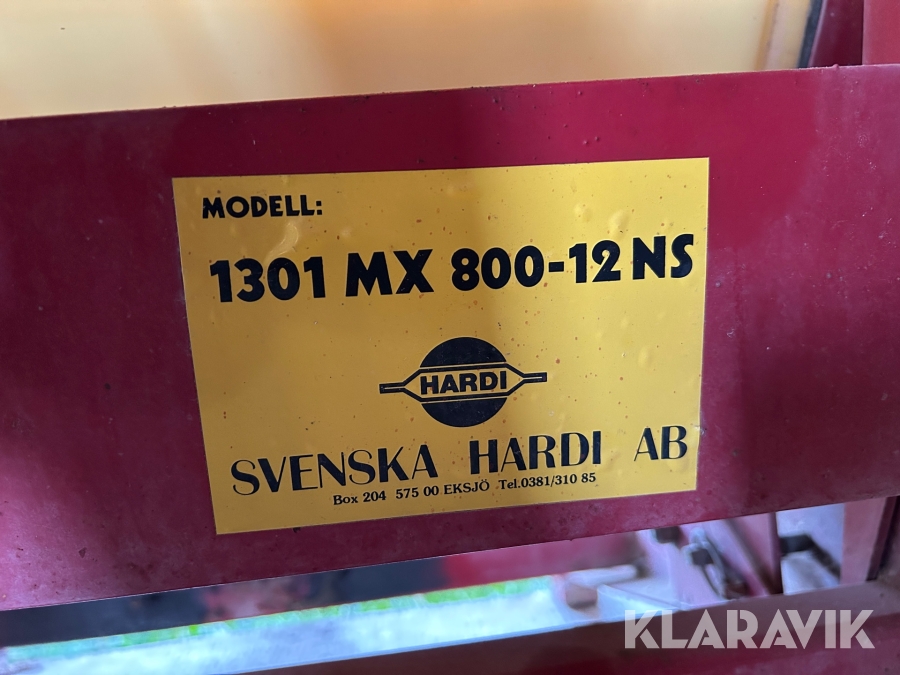 MODELL:
1301 MX 800-12 NS
HARDI
SVENSKA HARDI AB
Box 204 575 00 EKSJÖ Tel.0381/310 85
KLARAVIK